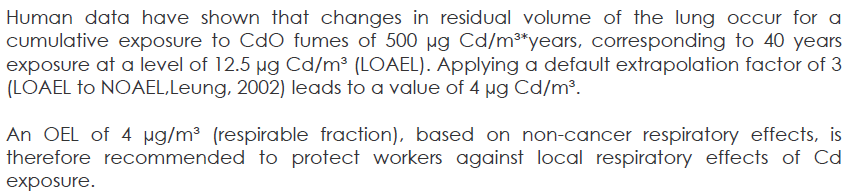 Human data have shown that changes in residual volume of the lung occur for a
cumulative exposure to CdO fumes of 500 µg Cd/m³*years, corresponding to 40 years
exposure at a level of 12.5 µg Cd/m³ (LOAEL). Applying a default extrapolation factor of 3
(LOAEL to NOAEL,Leung, 2002) leads to a value of 4 µg Cd/m³.
An OEL of 4 µg/m³ (respirable fraction), based on non-cancer respiratory effects, is
therefore recommended to protect workers against local respiratory effects of Cd
exposure.